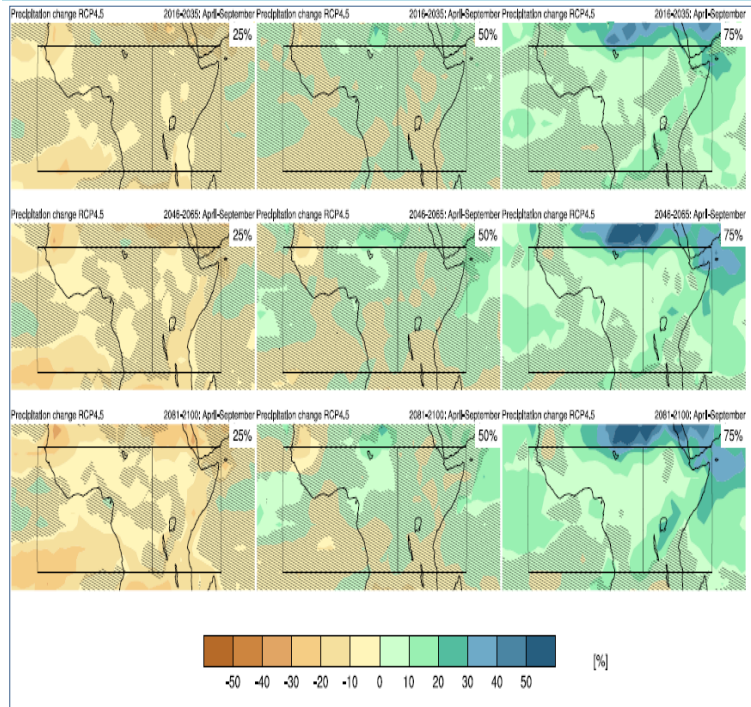 Precipitation change RCP4.5 2016-2035: April-September
25%
Precipitation change RCP4.5 2016-2035: April-September
50%
Precipitation change RCP4.5 2016-2035: April-September
75%
Precipitation change RCP4.5 2046-2065: April-September
25%
Precipitation change RCP4.5 2046-2065: April-September
50%
Precipitation change RCP4.5 2046-2065: April-September
75%
Precipitation change RCP4.5 2081-2100: April-September
25%
Precipitation change RCP4.5 2081-2100: April-September
50%
Precipitation change RCP4.5 2081-2100: April-September
75%
-50 -40 -30 -20 -10 0 10 20 30 40 50
[%]